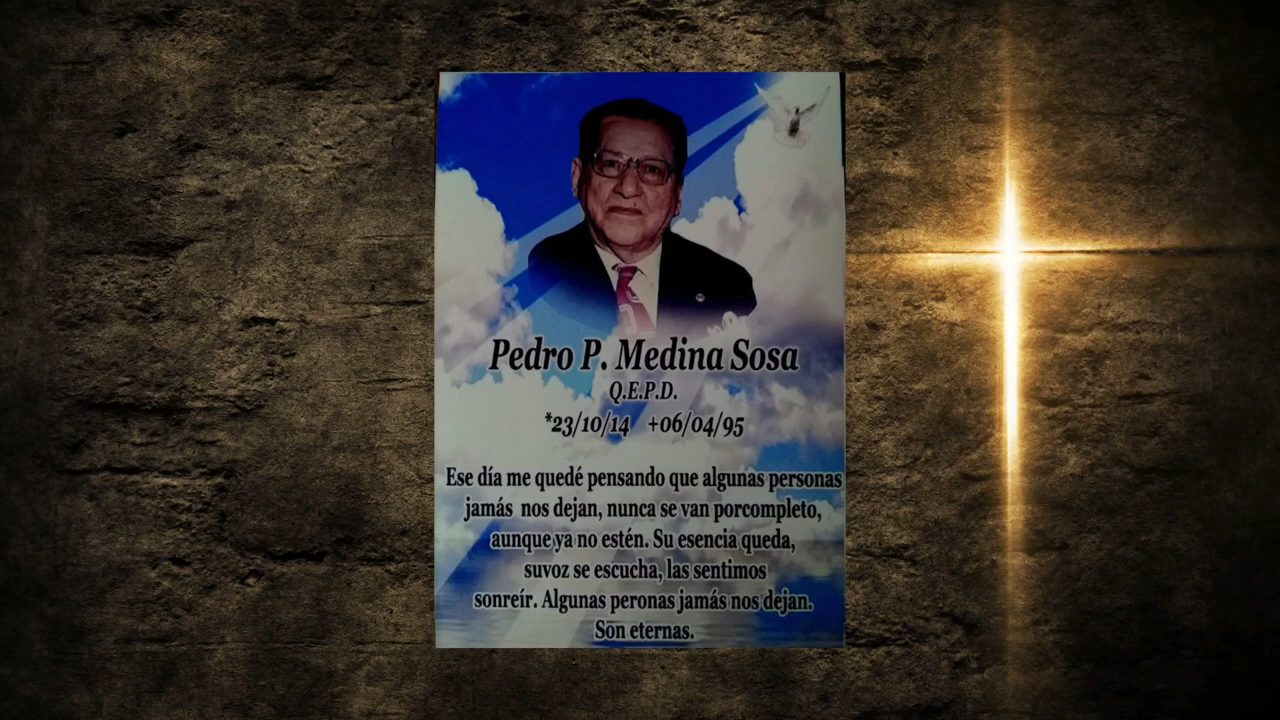 Pedro P. Medina Sosa
Q.E.P.D.
*23/10/14 +06/04/95
Ese día me quedé pensando que algunas personas
jamás nos dejan, nunca se van porcompleto,
aunque ya no estén. Su esencia queda,
suvoz se escucha, las sentimos
sonreír. Algunas peronas jamás nos dejan.
Son eternas.